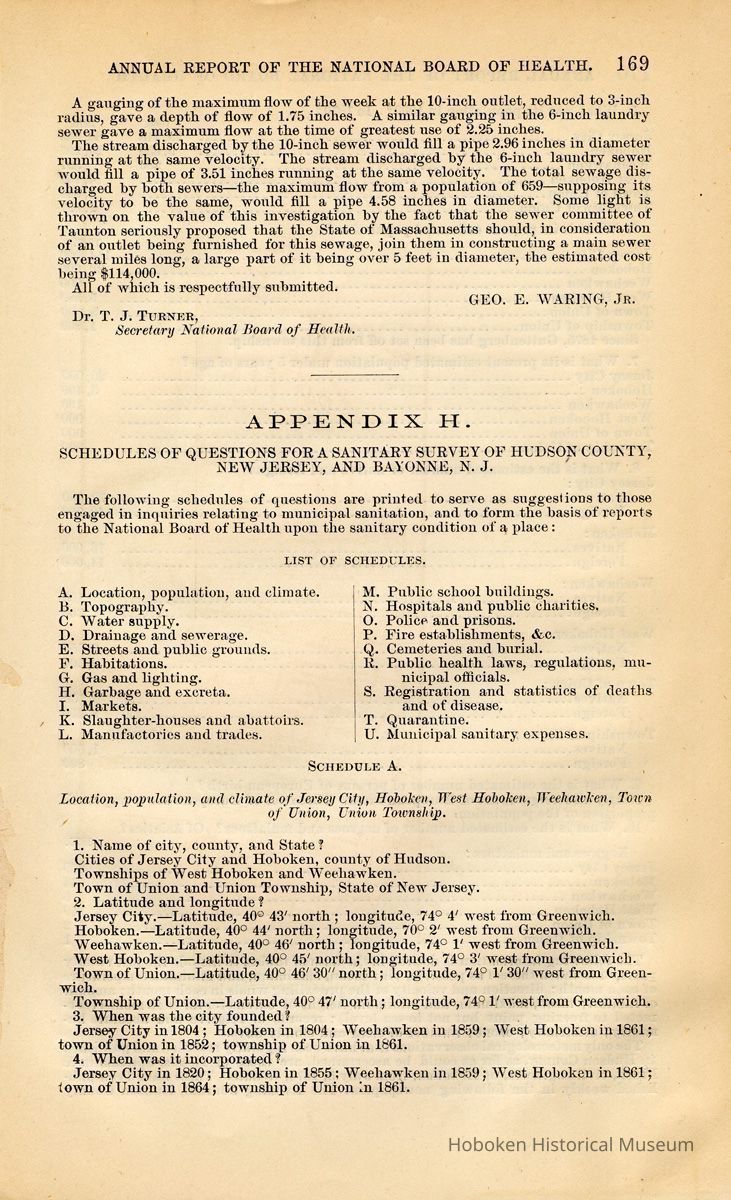 ANNUAL REPORT OF THE NATIONAL BOARD OF HEALTH. 169
A gauging of the maximum flow of the week at the 10-inch outlet, reduced to 3-inch
radius, gave a depth of flow of 1.75 inches. A similar gauging in the 6-inch laundry
sewer gave a maximum flow at the time of greatest use of 2.25 inches.
The stream discharged by the 10-inch sewer would fill a pipe 2.96 inches in diameter
running at the same velocity. The stream discharged by the 6-inch laundry sewer
would fill a pipe of 3.51 inches running at the same velocity. The total sewage dis-
charged by both sewers—the maximum flow from a population of 659—supposing its
velocity to be the same, would fill a pipe 4.58 inches in diameter. Some light is
thrown on the value of this investigation by the fact that the sewer committee of
Taunton seriously proposed that the State of Massachusetts should, in consideration
of an outlet being furnished for this sewage, join them in constructing a main sewer
several miles long, a large part of it being over 5 feet in diameter, the estimated cost
being $114,000.
All of which is respectfully submitted.
GEO. E. WARING, JR.
Dr. T. J. TURNER,
Secretary National Board of Health.
APPENDIX H.
SCHEDULES OF QUESTIONS FOR A SANITARY SURVEY OF HUDSON COUNTY,
NEW JERSEY, AND BAYONNE, N. J.
The following schedules of questions are printed to serve as suggestions to those
engaged in inquiries relating to municipal sanitation, and to form the basis of reports
to the National Board of Health upon the sanitary condition of a place:
LIST OF SCHEDULES.
A. Location, population, and climate.
B. Topography.
C. Water supply.
D. Drainage and sewerage.
E. Streets and public grounds.
F. Habitations.
G. Gas and lighting.
H. Garbage and excreta.
I. Markets.
K. Slaughter-houses and abattoirs.
L. Manufactories and trades.
M. Public school buildings.
N. Hospitals and public charities.
O. Police and prisons.
P. Fire establishments, &c.
Q. Cemeteries and burial.
R. Public health laws, regulations, mu-
nicipal officials.
S. Registration and statistics of deaths
and of disease.
T. Quarantine.
U. Municipal sanitary expenses.
SCHEDULE A.
Location, population, and climate of Jersey City, Hoboken, West Hoboken, Weehawken, Town
of Union, Union Township.
1. Name of city, county, and State?
Cities of Jersey City and Hoboken, county of Hudson.
Townships of West Hoboken and Weehawken.
Town of Union and Union Township, State of New Jersey.
2. Latitude and longitude?
Jersey City.—Latitude, 40° 43′ north; longitude, 74° 4′ west from Greenwich.
Hoboken.—Latitude, 40° 44′ north; longitude, 70° 2′ west from Greenwich.
Weehawken.—Latitude, 40° 46′ north; longitude, 74° 1′ west from Greenwich.
West Hoboken.—Latitude, 40° 45′ north; longitude, 74° 3′ west from Greenwich.
Town of Union.—Latitude, 40° 46′ 30″ north; longitude, 74° 1′ 30″ west from Green-
wich.
Township of Union.—Latitude, 40° 47′ north; longitude, 74° 1′ west from Greenwich.
3. When was the city founded?
Jersey City in 1804; Hoboken in 1804; Weehawken in 1859; West Hoboken in 1861;
town of Union in 1852; township of Union in 1861.
4. When was it incorporated?
Jersey City in 1820; Hoboken in 1855; Weehawken in 1859; West Hoboken in 1861;
town of Union in 1864; township of Union in 1861.
Hoboken Historical Museum